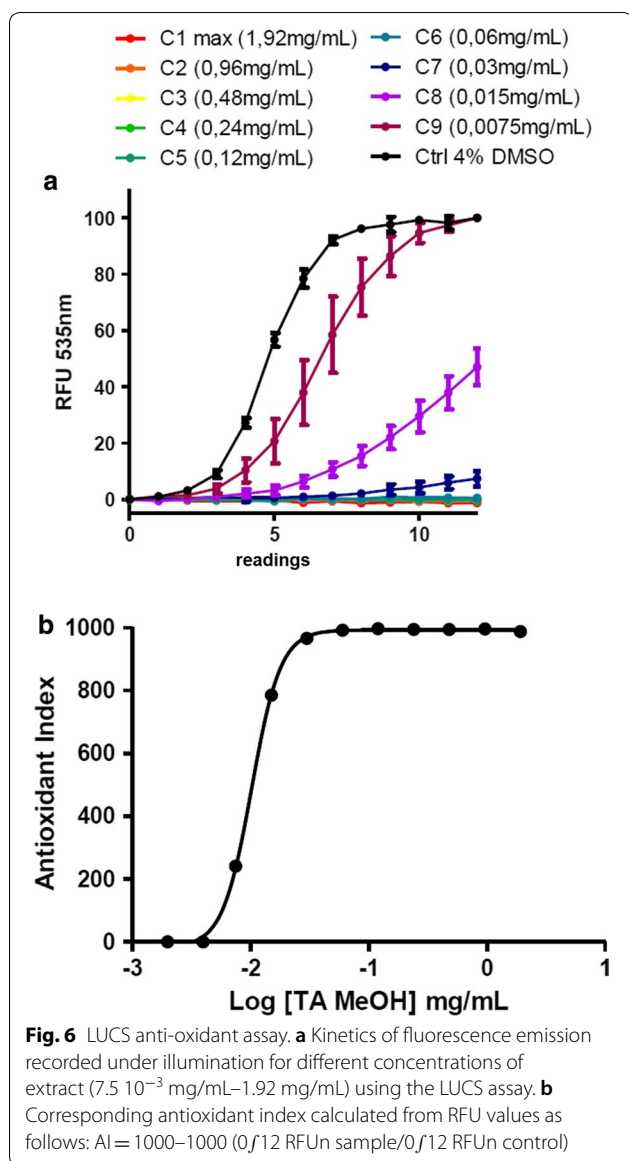 C1 max (1,92mg/mL)
C2 (0,96mg/mL)
C3 (0,48mg/mL)
C4 (0,24mg/mL)
C5 (0,12mg/mL)
C6 (0,06mg/mL)
C7 (0,03mg/mL)
C8 (0,015mg/mL)
C9 (0,0075mg/mL)
Ctrl 4% DMSO
a
100
80
60
40
20
0
RFU 535nm
0
5
10
readings
b
1000
800
600
400
200
0
Antioxidant Index
-3
-2
-1
0
1
Log [TA MeOH] mg/mL
Fig. 6 LUCS anti-oxidant assay. a Kinetics of fluorescence emission
recorded under illumination for different concentrations of
extract (7.5 10⁻³ mg/mL–1.92 mg/mL) using the LUCS assay. b
Corresponding antioxidant index calculated from RFU values as
follows: AI = 1000–1000 (0∫12 RFUn sample/0∫12 RFUn control)